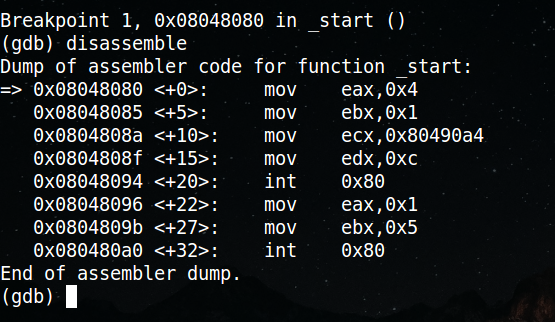 Breakpoint 1, 0x08048080 in _start ()
(gdb) disassemble
Dump of assembler code for function _start:
=> 0x08048080 <+0>:     mov    eax,0x4
   0x08048085 <+5>:     mov    ebx,0x1
   0x0804808a <+10>:    mov    ecx,0x80490a4
   0x0804808f <+15>:    mov    edx,0xc
   0x08048094 <+20>:    int    0x80
   0x08048096 <+22>:    mov    eax,0x1
   0x0804809b <+27>:    mov    ebx,0x5
   0x080480a0 <+32>:    int    0x80
End of assembler dump.
(gdb)